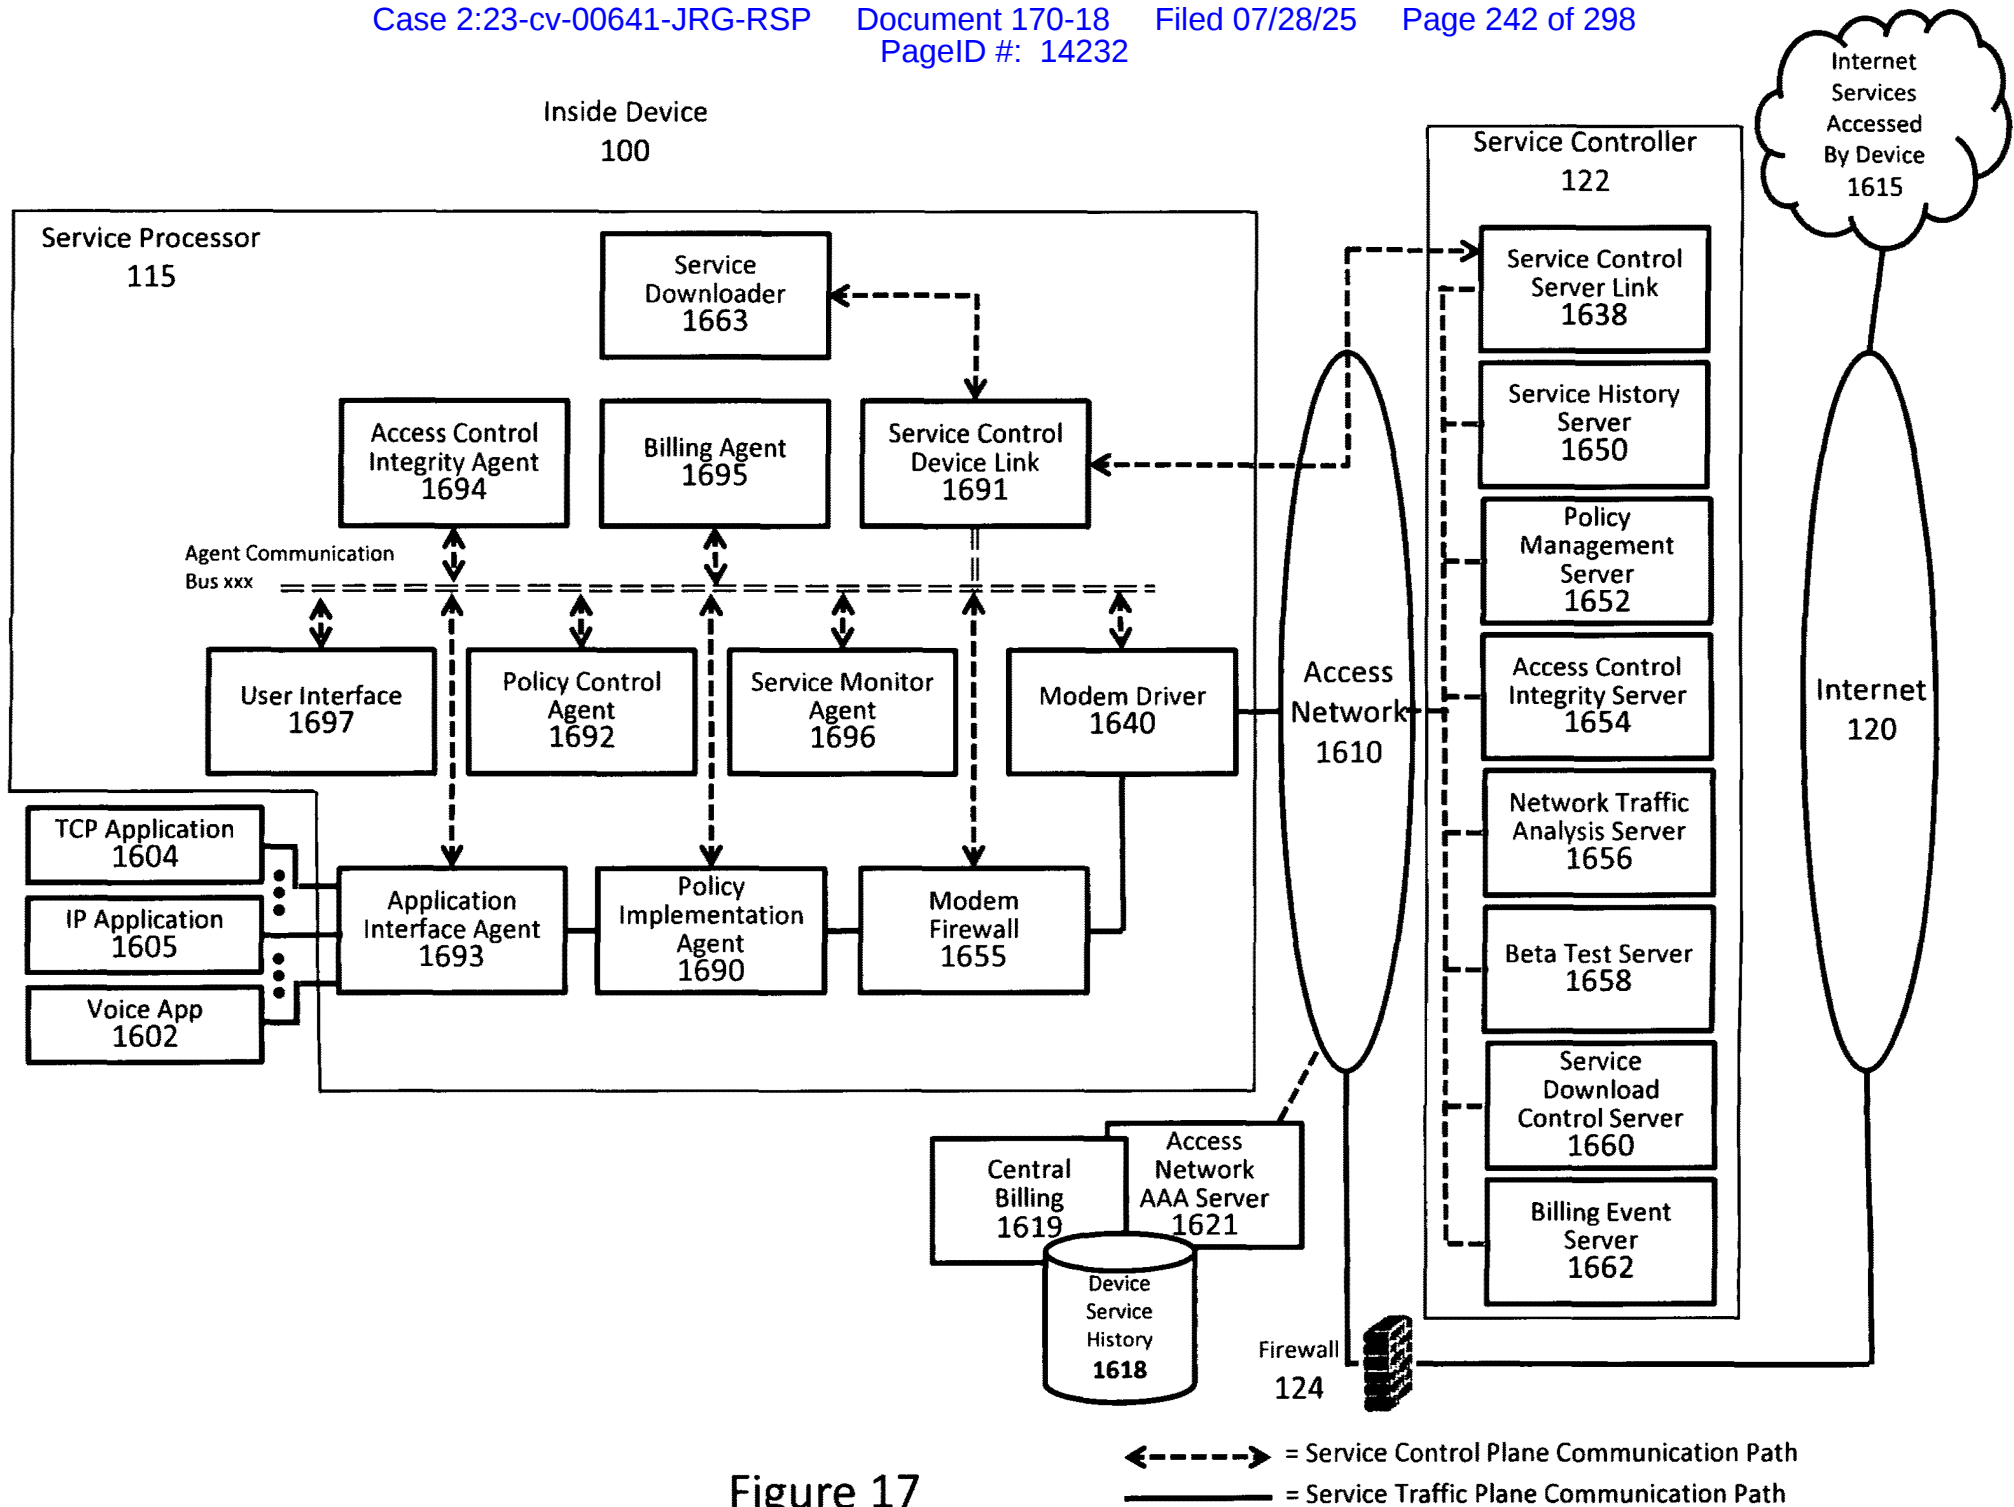 Case 2:23-cv-00641-JRG-RSP Document 170-18 Filed 07/28/25 Page 242 of 298
PageID #: 14232
Inside Device
100
Service Processor
115
Service
Downloader
1663
Access Control
Integrity Agent
1694
Billing Agent
1695
Service Control
Device Link
1691
Agent Communication
Bus xxx
User Interface
1697
Policy Control
Agent
1692
Service Monitor
Agent
1696
Modem Driver
1640
TCP Application
1604
IP Application
1605
Voice App
1602
Application
Interface Agent
1693
Policy
Implementation
Agent
1690
Modem
Firewall
1655
Access
Network
1610
Central
Billing
1619
Access
Network
AAA Server
1621
Device
Service
History
1618
Firewall
124
Service Controller
122
Service Control
Server Link
1638
Service History
Server
1650
Policy
Management
Server
1652
Access Control
Integrity Server
1654
Network Traffic
Analysis Server
1656
Beta Test Server
1658
Service
Download
Control Server
1660
Billing Event
Server
1662
Internet
Services
Accessed
By Device
1615
Internet
120
= Service Control Plane Communication Path
= Service Traffic Plane Communication Path
Figure 17